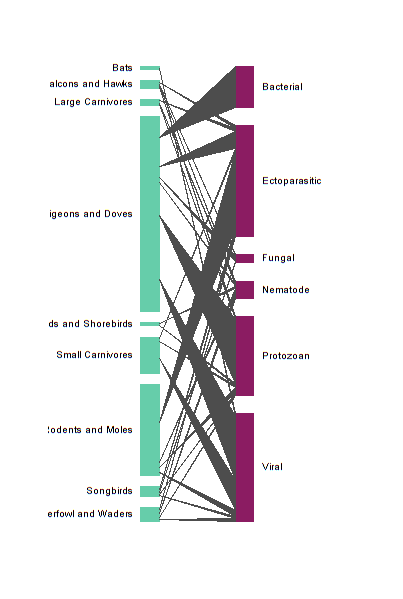 Bats
alcons and Hawks
Large Carnivores
igeons and Doves
ds and Shorebirds
Small Carnivores
Rodents and Moles
Songbirds
erfowl and Waders
Bacterial
Ectoparasitic
Fungal
Nematode
Protozoan
Viral